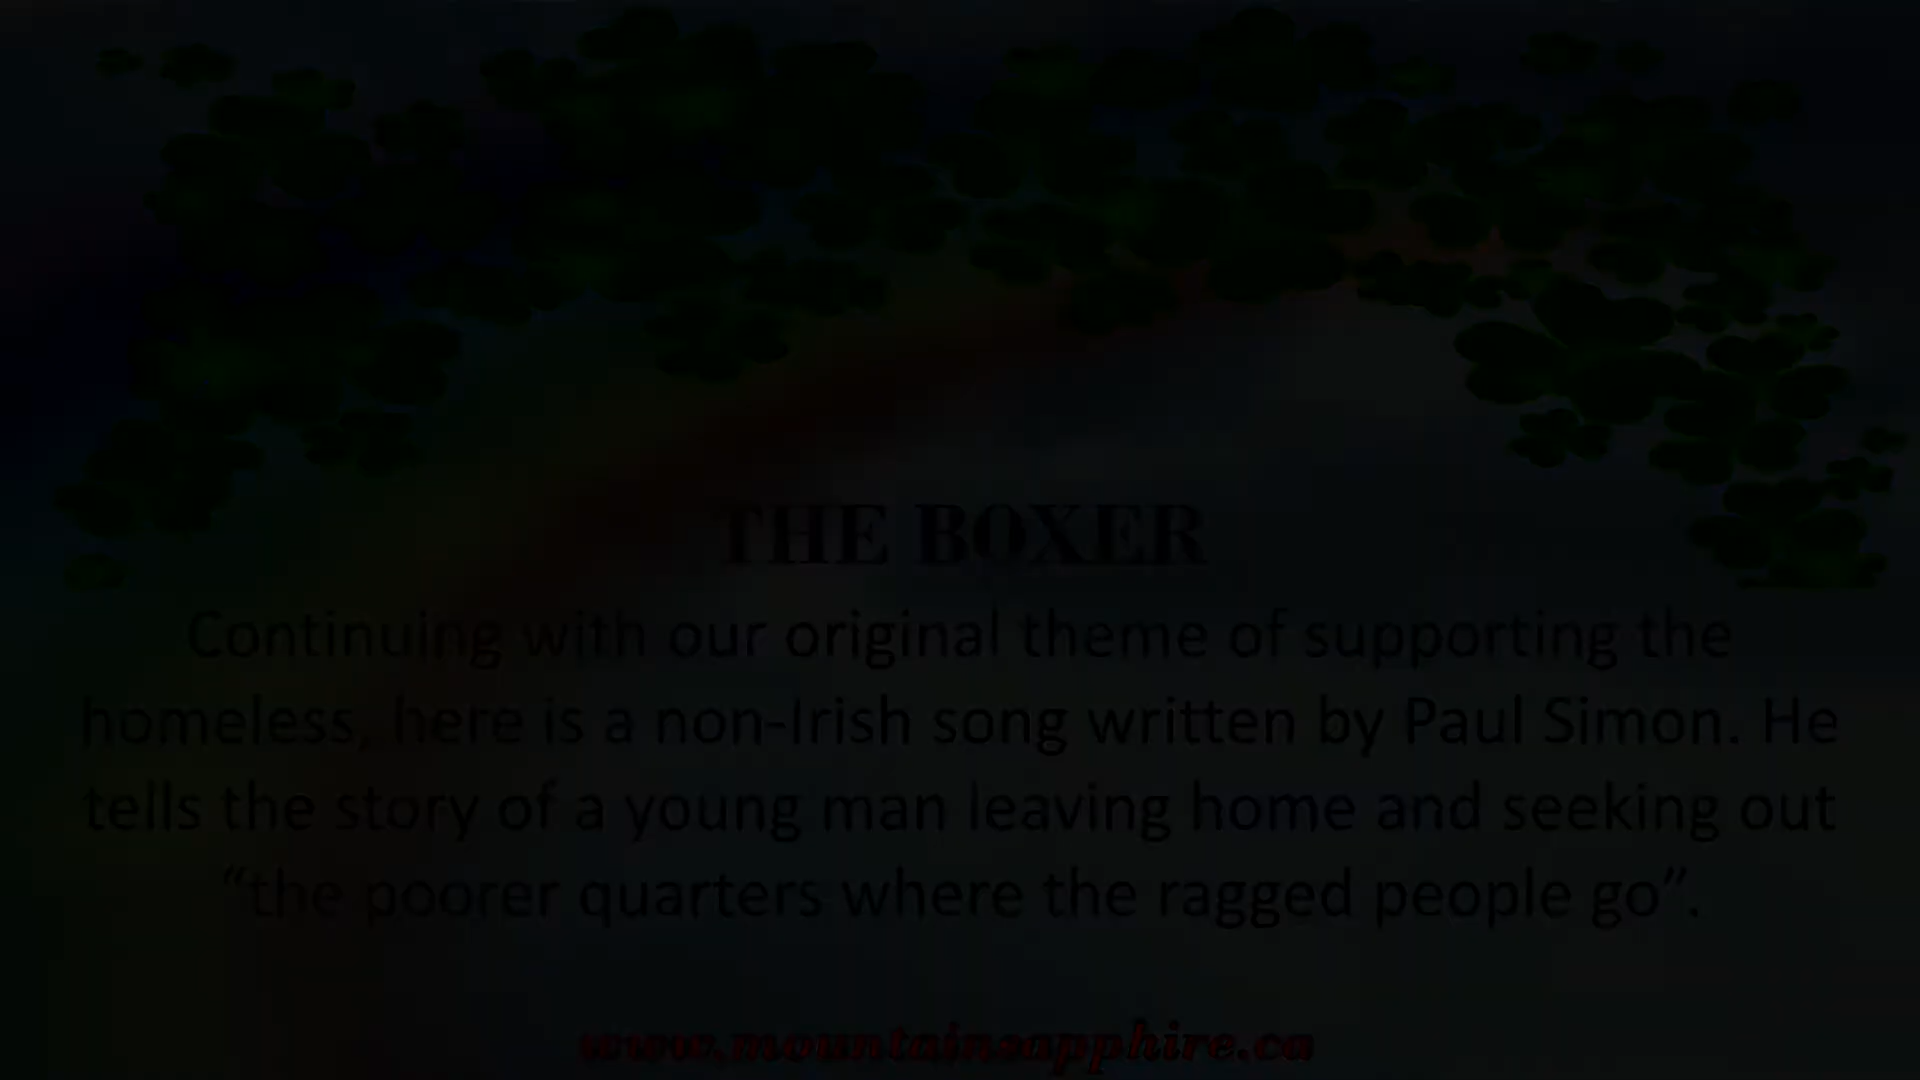 THE BOXER
Continuing with our original theme of supporting the
homeless, here is a non-Irish song written by Paul Simon. He
tells the story of a young man leaving home and seeking out
“the poorer quarters where the ragged people go”.
www.mountainsapphire.ca